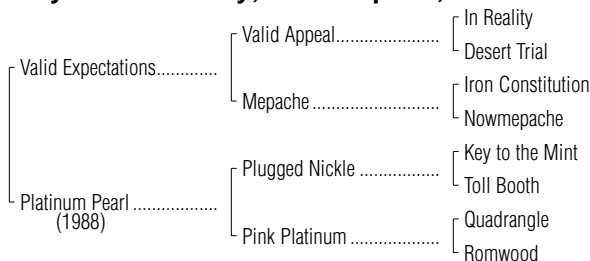 In Reality
Valid Appeal.....................
Desert Trial
Valid Expectations.............
Iron Constitution
Mepache..........................
Nowmepache
Key to the Mint
Plugged Nickle .................
Toll Booth
Platinum Pearl ..................
(1988)
Quadrangle
Pink Platinum ...................
Romwood